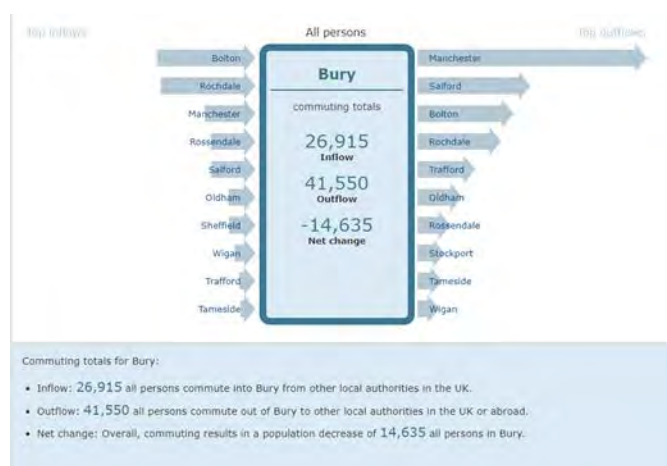 Top inflows
All persons
Top outflows
Bolton
Rochdale
Manchester
Rossendale
Salford
Oldham
Sheffield
Wigan
Trafford
Tameside
Bury
commuting totals
26,915
Inflow
41,550
Outflow
-14,635
Net change
Manchester
Salford
Bolton
Rochdale
Trafford
Oldham
Rossendale
Stockport
Tameside
Wigan
Commuting totals for Bury:
• Inflow: 26,915 all persons commute into Bury from other local authorities in the UK.
• Outflow: 41,550 all persons commute out of Bury to other local authorities in the UK or abroad.
• Net change: Overall, commuting results in a population decrease of 14,635 all persons in Bury.